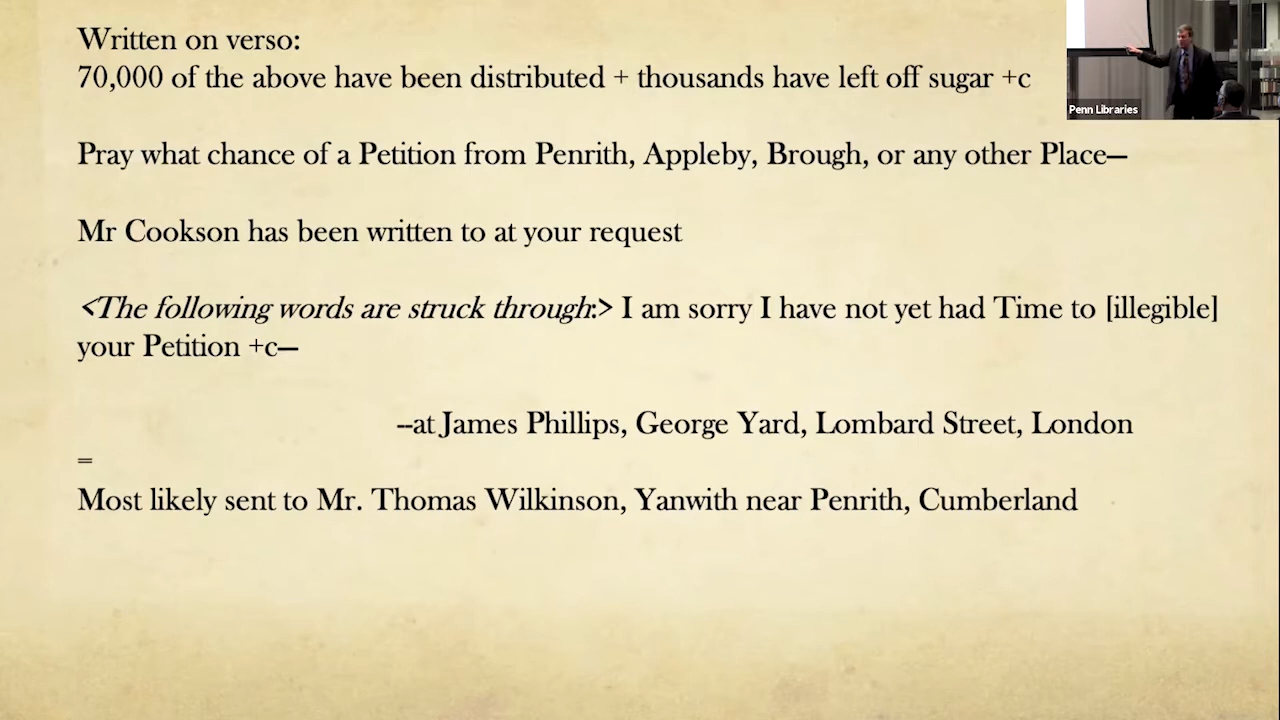 Written on verso:
70,000 of the above have been distributed + thousands have left off sugar +c
Pray what chance of a Petition from Penrith, Appleby, Brough, or any other Place—
Mr Cookson has been written to at your request
<The following words are struck through:> I am sorry I have not yet had Time to [illegible]
your Petition +c—
--at James Phillips, George Yard, Lombard Street, London
=
Most likely sent to Mr. Thomas Wilkinson, Yanwith near Penrith, Cumberland
Penn Libraries